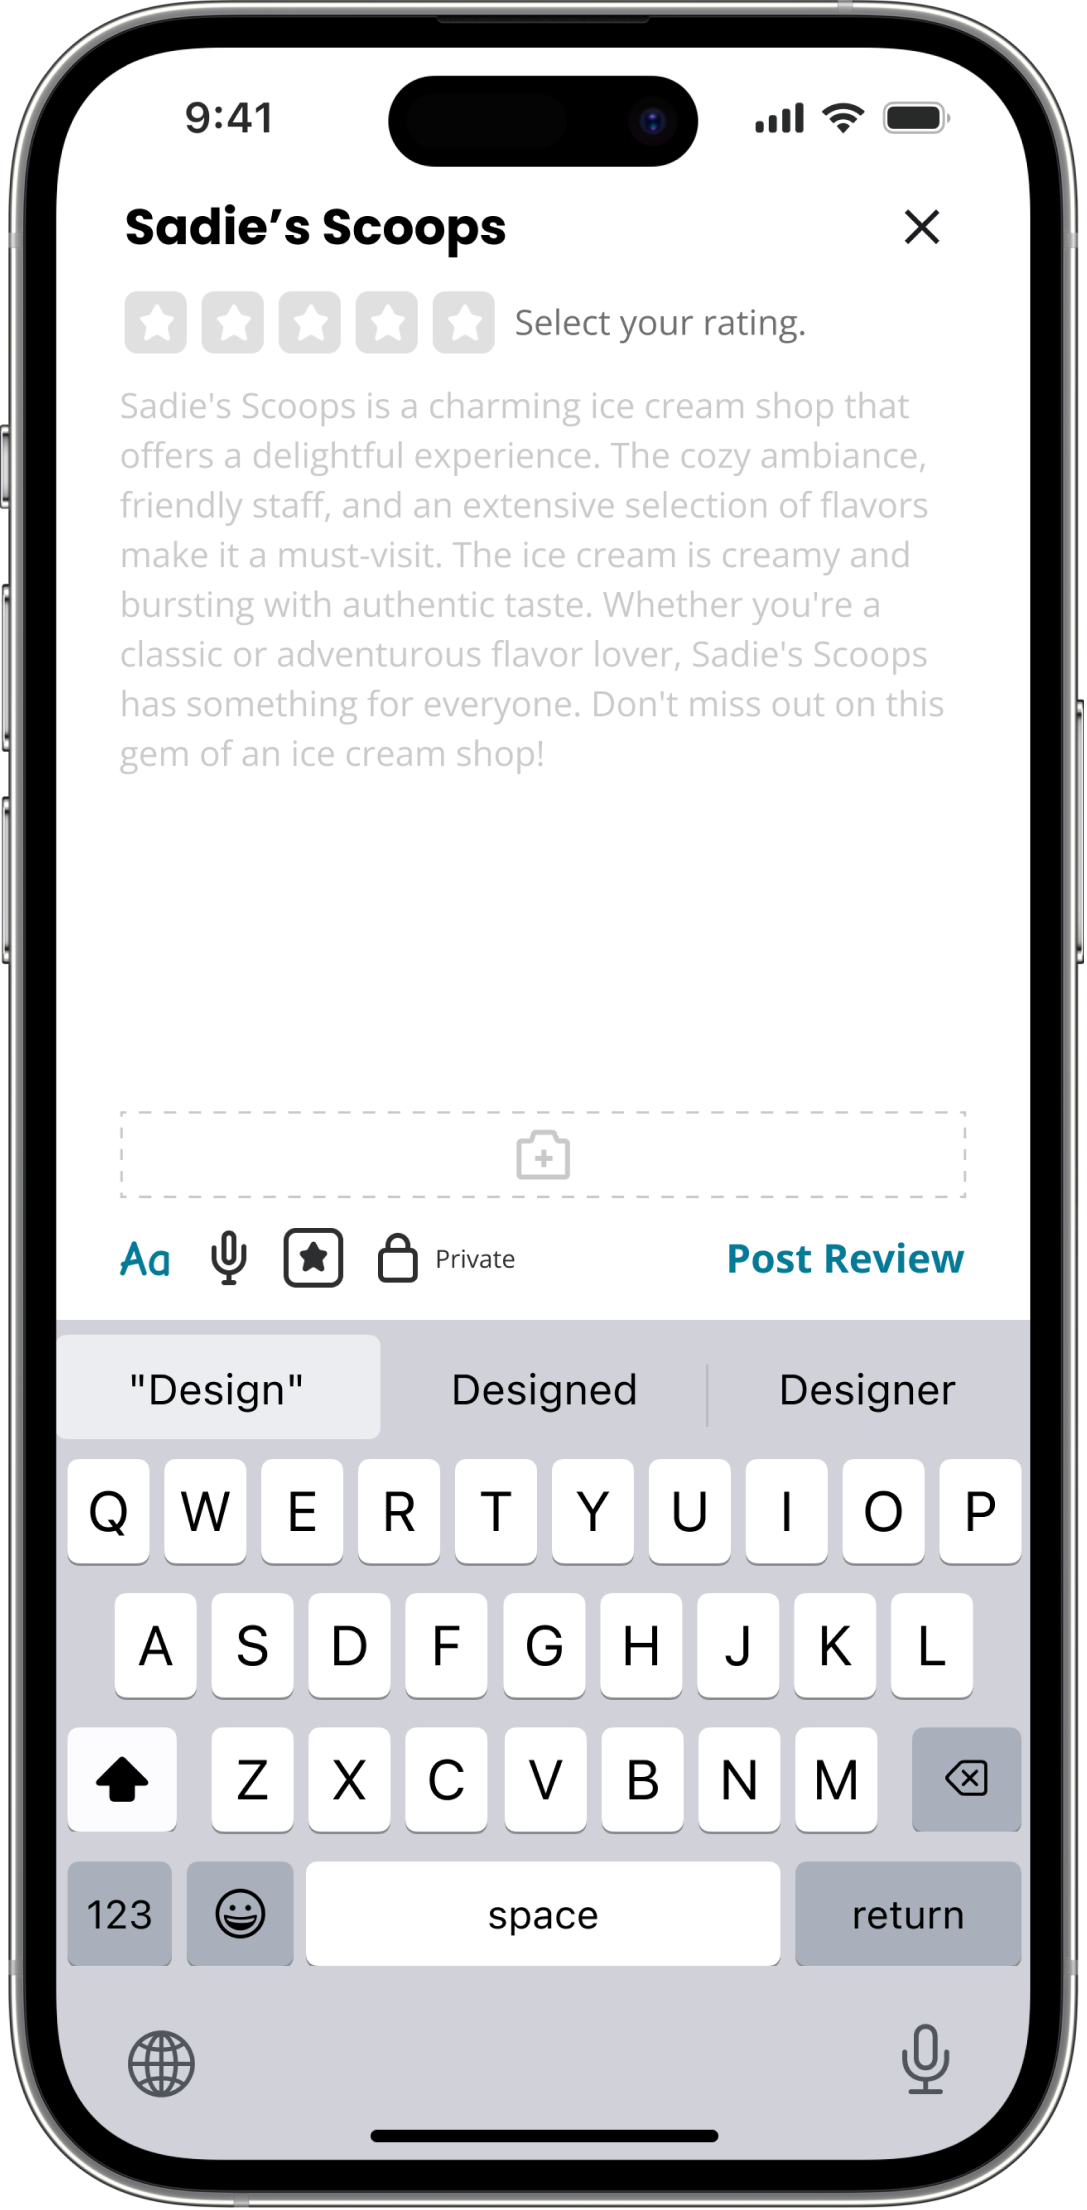 9:41
Sadie’s Scoops
Select your rating.
Sadie's Scoops is a charming ice cream shop that
offers a delightful experience. The cozy ambiance,
friendly staff, and an extensive selection of flavors
make it a must-visit. The ice cream is creamy and
bursting with authentic taste. Whether you're a
classic or adventurous flavor lover, Sadie's Scoops
has something for everyone. Don't miss out on this
gem of an ice cream shop!
Aa Private Post Review
"Design" Designed Designer
Q W E R T Y U I O P
A S D F G H J K L
Z X C V B N M
123 space return